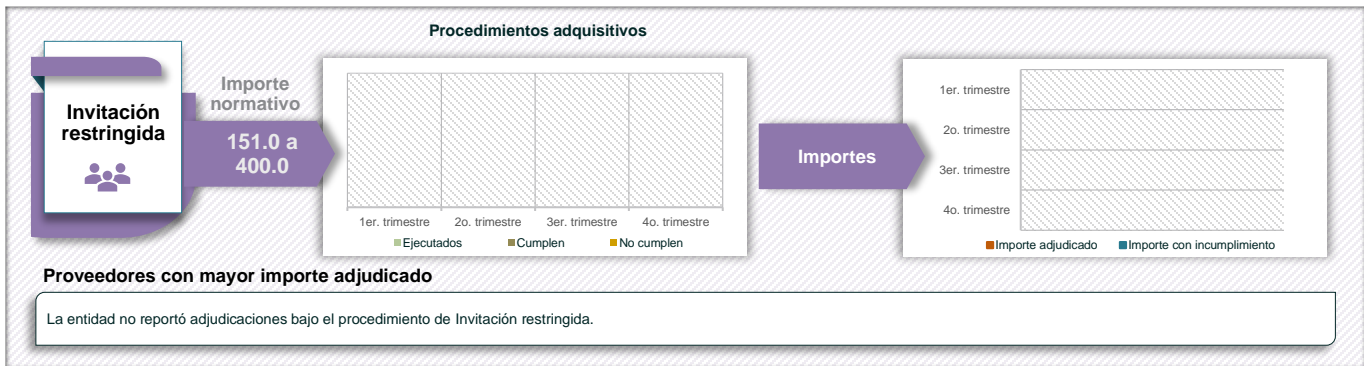 Procedimientos adquisitivos
Invitación
restringida
Importe
normativo
151.0 a
400.0
1er. trimestre
2o. trimestre
3er. trimestre
4o. trimestre
Ejecutados
Cumplen
No cumplen
Importes
1er. trimestre
2o. trimestre
3er. trimestre
4o. trimestre
Importe adjudicado
Importe con incumplimiento
Proveedores con mayor importe adjudicado
La entidad no reportó adjudicaciones bajo el procedimiento de Invitación restringida.